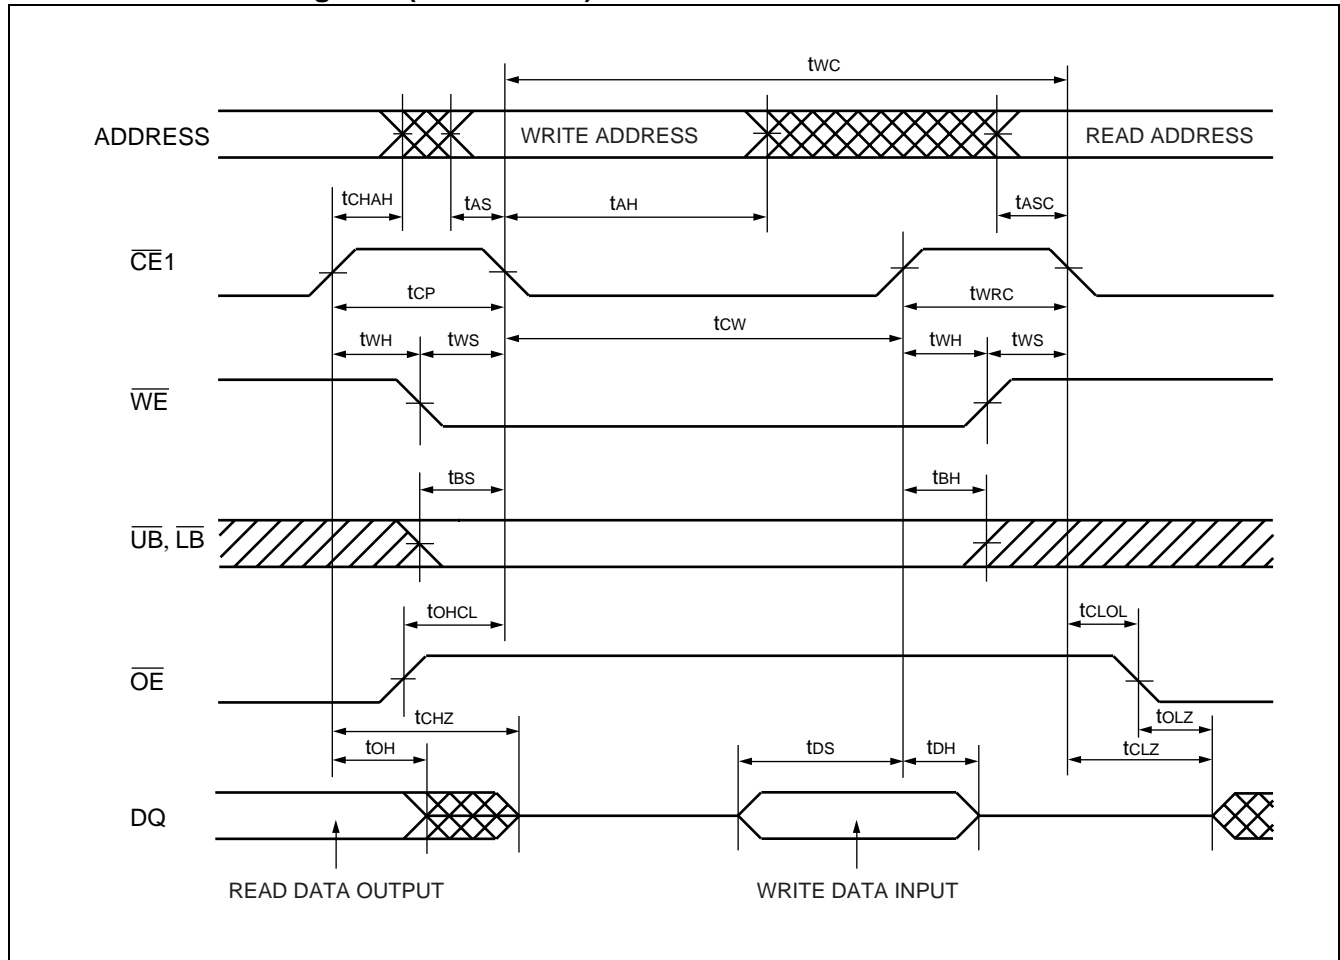 tWC
ADDRESS
WRITE ADDRESS
READ ADDRESS
tCHAH
tAS
tAH
tASC
CE1
tCP
tWRC
tCW
tWH
tWS
tWH
tWS
WE
tBS
tBH
UB, LB
tOHCL
tCLOL
OE
tCHZ
tOLZ
tOH
tDS
tDH
tCLZ
DQ
READ DATA OUTPUT
WRITE DATA INPUT